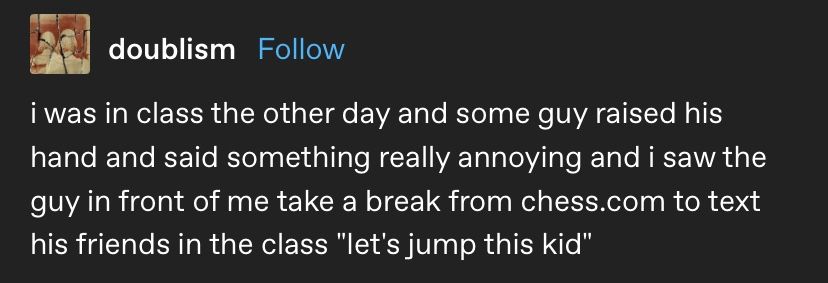 doublism Follow
i was in class the other day and some guy raised his
hand and said something really annoying and i saw the
guy in front of me take a break from chess.com to text
his friends in the class "let's jump this kid"